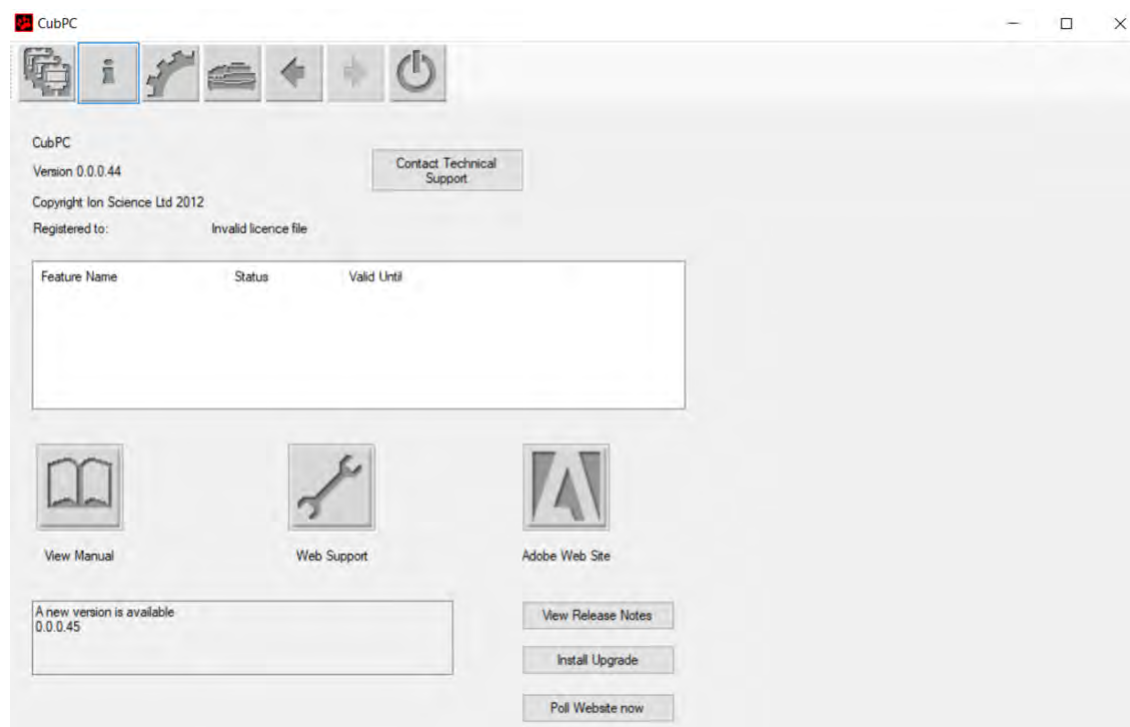 CubPC
CubPC
Version 0.0.0.44
Contact Technical
Support
Copyright Ion Science Ltd 2012
Registered to: Invalid licence file
Feature Name Status Valid Until
View Manual Web Support Adobe Web Site
A new version is available
0.0.0.45
View Release Notes
Install Upgrade
Poll Website now